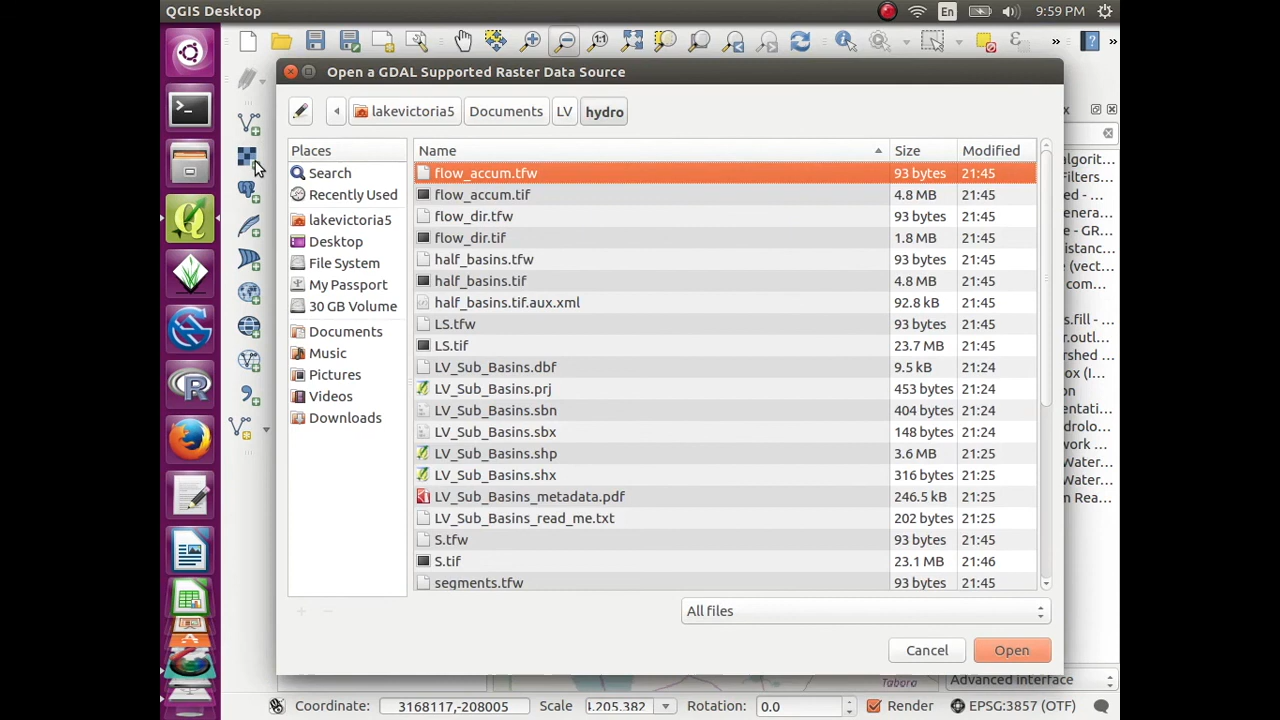 QGIS Desktop
En
9:59 PM
Open a GDAL Supported Raster Data Source
lakevictoria5 Documents LV hydro
Places
Search
Recently Used
lakevictoria5
Desktop
File System
My Passport
30 GB Volume
Documents
Music
Pictures
Videos
Downloads
Name Size Modified
flow_accum.tfw 93 bytes 21:45
flow_accum.tif 4.8 MB 21:45
flow_dir.tfw 93 bytes 21:45
flow_dir.tif 1.8 MB 21:45
half_basins.tfw 93 bytes 21:45
half_basins.tif 4.8 MB 21:45
half_basins.tif.aux.xml 92.8 kB 21:45
LS.tfw 93 bytes 21:45
LS.tif 23.7 MB 21:45
LV_Sub_Basins.dbf 9.5 kB 21:24
LV_Sub_Basins.prj 453 bytes 21:24
LV_Sub_Basins.sbn 404 bytes 21:24
LV_Sub_Basins.sbx 148 bytes 21:24
LV_Sub_Basins.shp 3.6 MB 21:25
LV_Sub_Basins.shx 316 bytes 21:25
LV_Sub_Basins_metadata.pdf 246.5 kB 21:25
LV_Sub_Basins_read_me.txt 202 bytes 21:25
S.tfw 93 bytes 21:45
S.tif 23.1 MB 21:46
segments.tfw 93 bytes 21:45
All files
Cancel Open
Tabora
Advanced interface
Coordinate: 3168117,-208005 Scale Rotation: 0.0 Render EPSG:3857 (OTF)